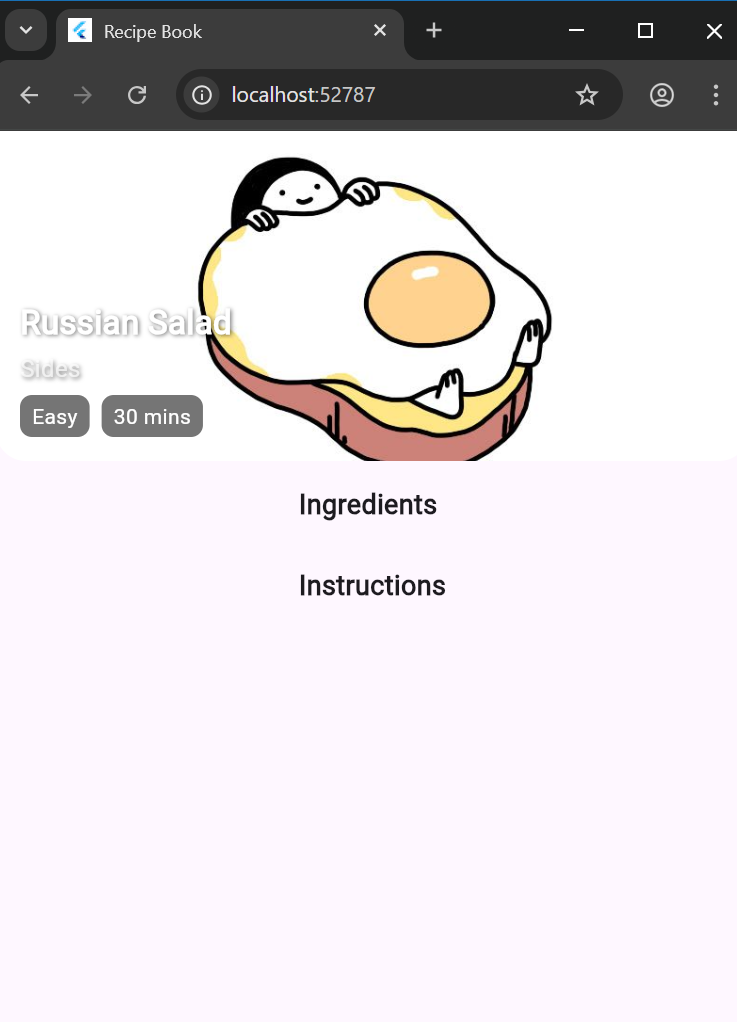 Recipe Book
localhost:52787
Russian Salad
Sides
Easy 30 mins
Ingredients
Instructions